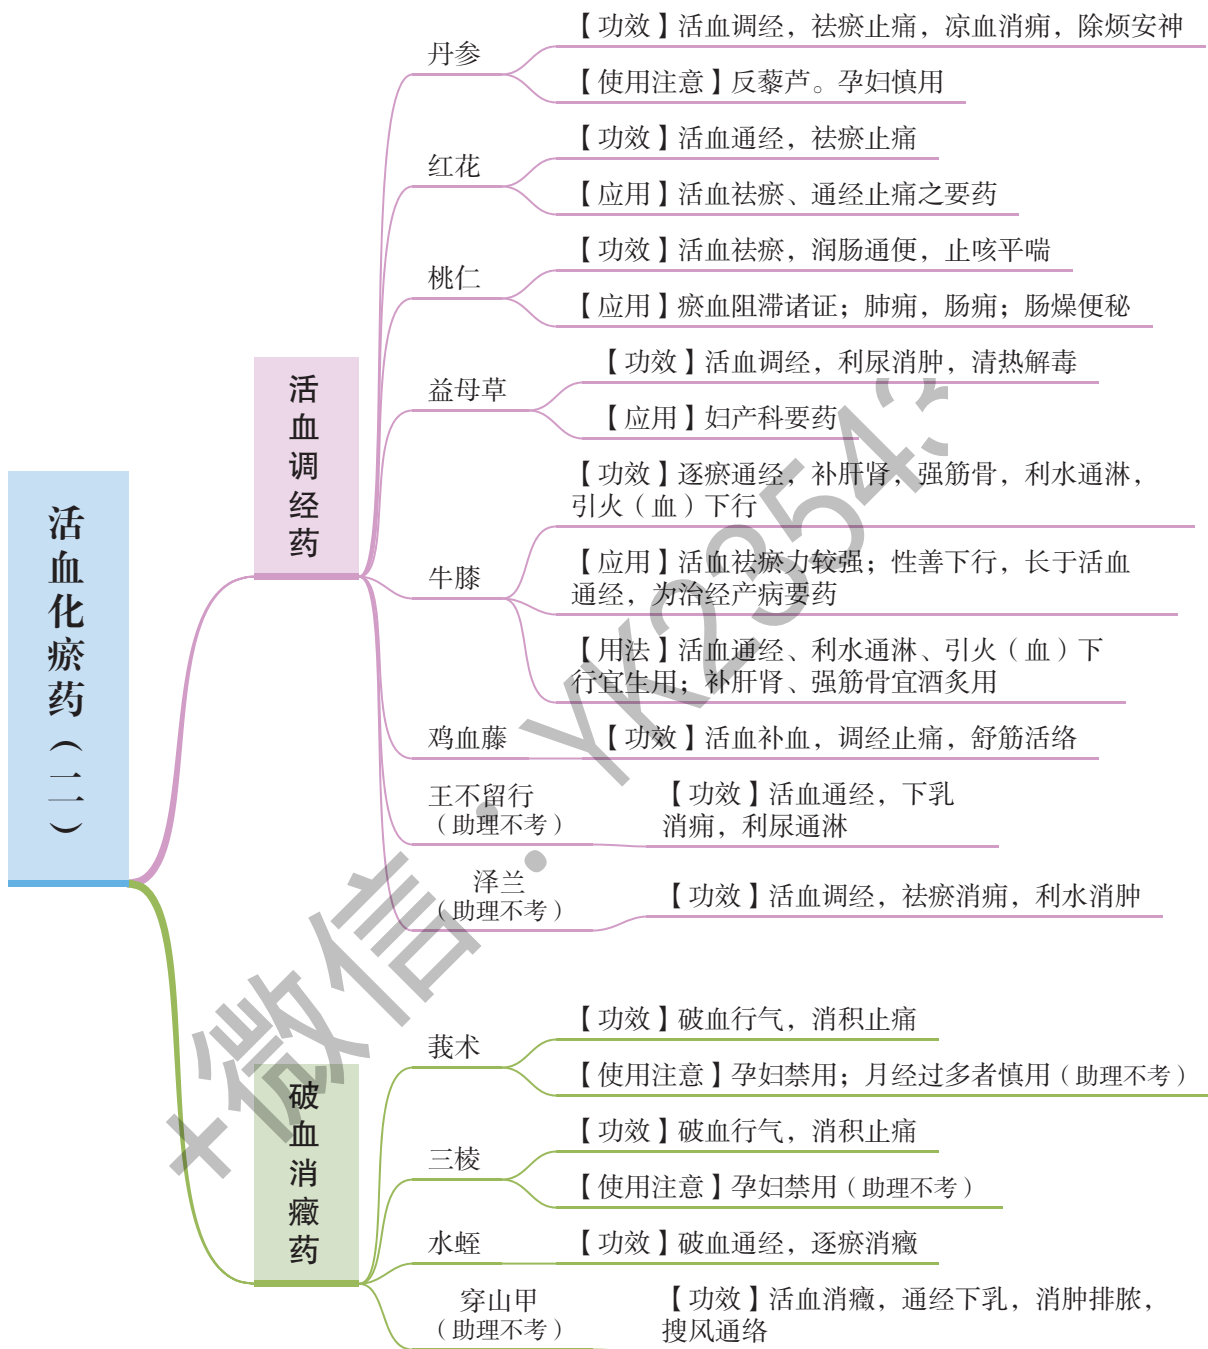 活血化瘀药（二）
活血调经药
丹参
【功效】活血调经，祛瘀止痛，凉血消痈，除烦安神
【使用注意】反藜芦。孕妇慎用
红花
【功效】活血通经，祛瘀止痛
【应用】活血祛瘀、通经止痛之要药
桃仁
【功效】活血祛瘀，润肠通便，止咳平喘
【应用】瘀血阻滞诸证；肺痈，肠痈；肠燥便秘
益母草
【功效】活血调经，利尿消肿，清热解毒
【应用】妇产科要药
牛膝
【功效】逐瘀通经，补肝肾，强筋骨，利水通淋，
引火（血）下行
【应用】活血祛瘀力较强；性善下行，长于活血
通经，为治经产病要药
【用法】活血通经、利水通淋、引火（血）下
行宜生用；补肝肾、强筋骨宜酒炙用
鸡血藤
【功效】活血补血，调经止痛，舒筋活络
王不留行
（助理不考）
【功效】活血通经，下乳
消痈，利尿通淋
泽兰
（助理不考）
【功效】活血调经，祛瘀消痈，利水消肿
破血消癥药
莪术
【功效】破血行气，消积止痛
【使用注意】孕妇禁用；月经过多者慎用（助理不考）
三棱
【功效】破血行气，消积止痛
【使用注意】孕妇禁用（助理不考）
水蛭
【功效】破血通经，逐瘀消癥
穿山甲
（助理不考）
【功效】活血消癥，通经下乳，消肿排脓，
搜风通络
+微信：YK23543